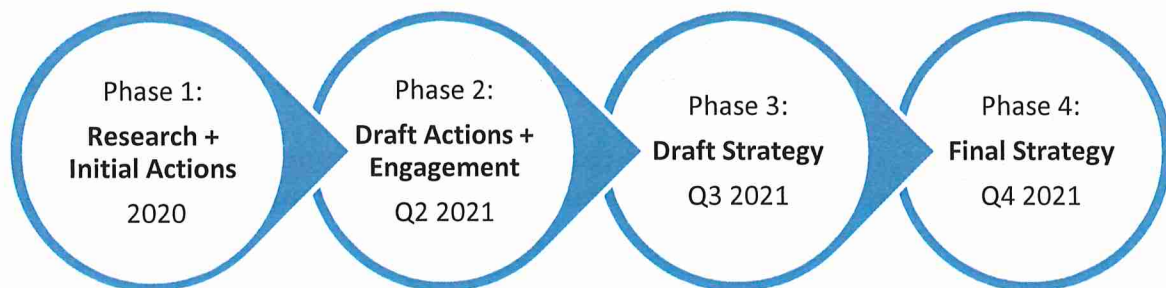 Phase 1:
Research +
Initial Actions
2020
Phase 2:
Draft Actions +
Engagement
Q2 2021
Phase 3:
Draft Strategy
Q3 2021
Phase 4:
Final Strategy
Q4 2021